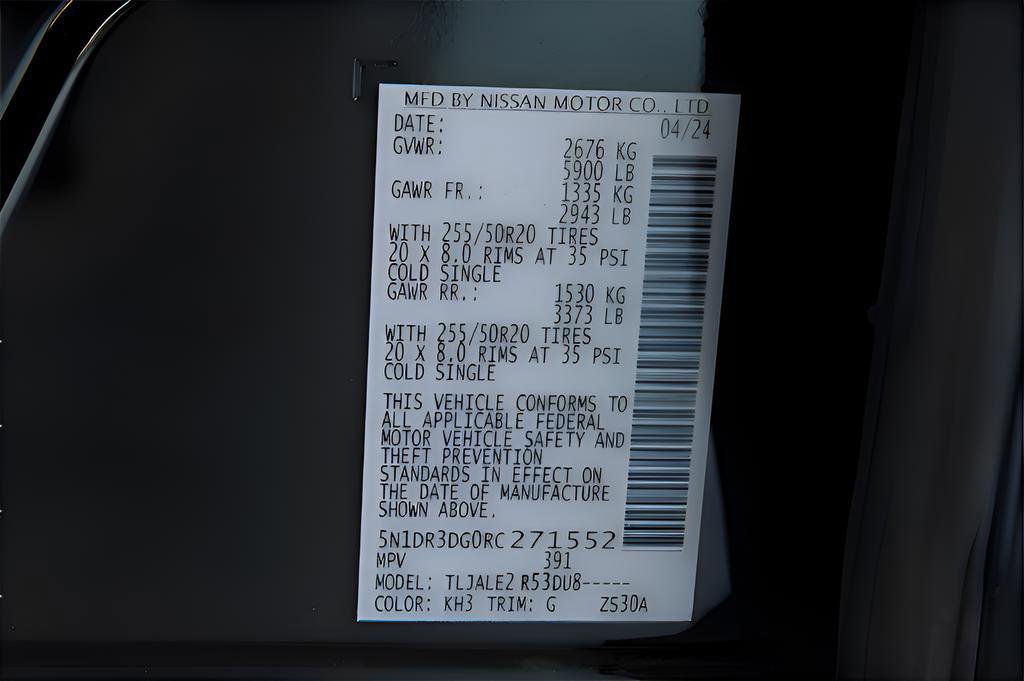 MFD BY NISSAN MOTOR CO., LTD
DATE: 04/24
GVWR: 2676 KG
5900 LB
GAWR FR.: 1335 KG
2943 LB
WITH 255/50R20 TIRES
20 X 8.0 RIMS AT 35 PSI
COLD SINGLE
GAWR RR.: 1530 KG
3373 LB
WITH 255/50R20 TIRES
20 X 8.0 RIMS AT 35 PSI
COLD SINGLE
THIS VEHICLE CONFORMS TO
ALL APPLICABLE FEDERAL
MOTOR VEHICLE SAFETY AND
THEFT PREVENTION
STANDARDS IN EFFECT ON
THE DATE OF MANUFACTURE
SHOWN ABOVE.
5N1DR3DG0RC271552
MPV 391
MODEL: TLJALE2 R53DU8-----
COLOR: KH3 TRIM: G ZS30A